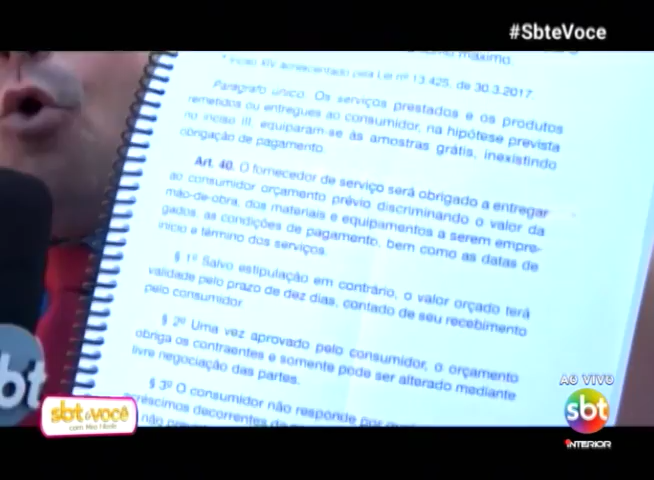 #SbteVoce
máximo.
* Inciso XIV acrescentado pela Lei nº 13.425, de 30.3.2017.
Parágrafo único. Os serviços prestados e os produtos
remetidos ou entregues ao consumidor, na hipótese prevista
no inciso III, equiparam-se às amostras grátis, inexistindo
obrigação de pagamento.
Art. 40. O fornecedor de serviço será obrigado a entregar
ao consumidor orçamento prévio discriminando o valor da
mão-de-obra, dos materiais e equipamentos a serem empre-
gados, as condições de pagamento, bem como as datas de
início e término dos serviços.
§ 1º Salvo estipulação em contrário, o valor orçado terá
validade pelo prazo de dez dias, contado de seu recebimento
pelo consumidor.
§ 2º Uma vez aprovado pelo consumidor, o orçamento
obriga os contraentes e somente pode ser alterado mediante
livre negociação das partes.
§ 3º O consumidor não responde por
acréscimos decorrentes de
não
bt
sbt e você
com
AO VIVO
sbt
INTERIOR